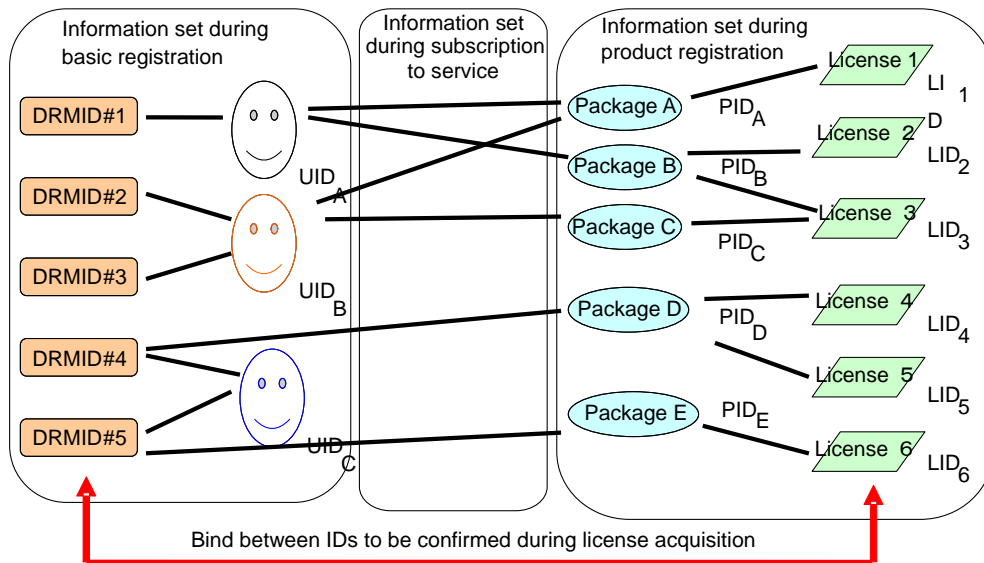 Information set during
basic registration
Information set
during subscription
to service
Information set during
product registration
DRMID#1
DRMID#2
DRMID#3
DRMID#4
DRMID#5
UID A
UID B
UID C
Package A
Package B
Package C
Package D
Package E
PID A
PID B
PID C
PID D
PID E
License 1
License 2
License 3
License 4
License 5
License 6
LI 1
D
LID 2
LID 3
LID 4
LID 5
LID 6
Bind between IDs to be confirmed during license acquisition